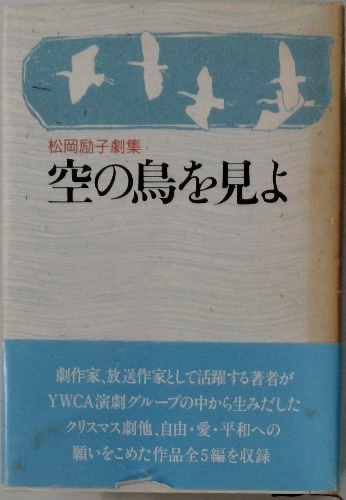 松岡励子劇集
空の鳥を見よ
劇作家、放送作家として活躍する著者が
YWCA演劇グループの中から生みだした
クリスマス劇他、自由・愛・平和への
願いをこめた作品全5編を収録